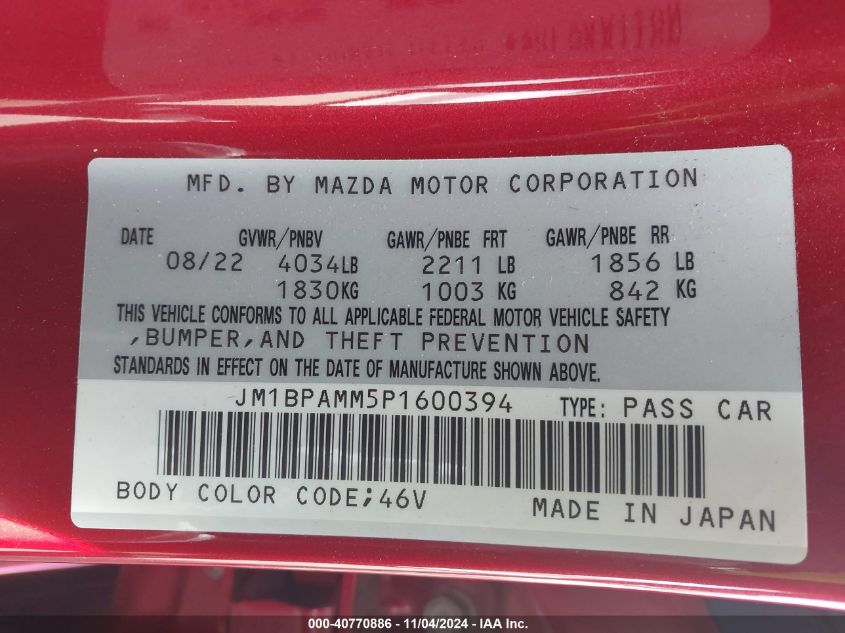 MFD. BY MAZDA MOTOR CORPORATION
DATE GVWR/PNBV GAWR/PNBE FRT GAWR/PNBE RR
08/22 4034LB 2211 LB 1856 LB
1830KG 1003 KG 842 KG
THIS VEHICLE CONFORMS TO ALL APPLICABLE FEDERAL MOTOR VEHICLE SAFETY
,BUMPER,AND THEFT PREVENTION
STANDARDS IN EFFECT ON THE DATE OF MANUFACTURE SHOWN ABOVE.
JM1BPAMM5P1600394 TYPE: PASS CAR
BODY COLOR CODE;46V MADE IN JAPAN
000-40770886 - 11/04/2024 - IAA Inc.